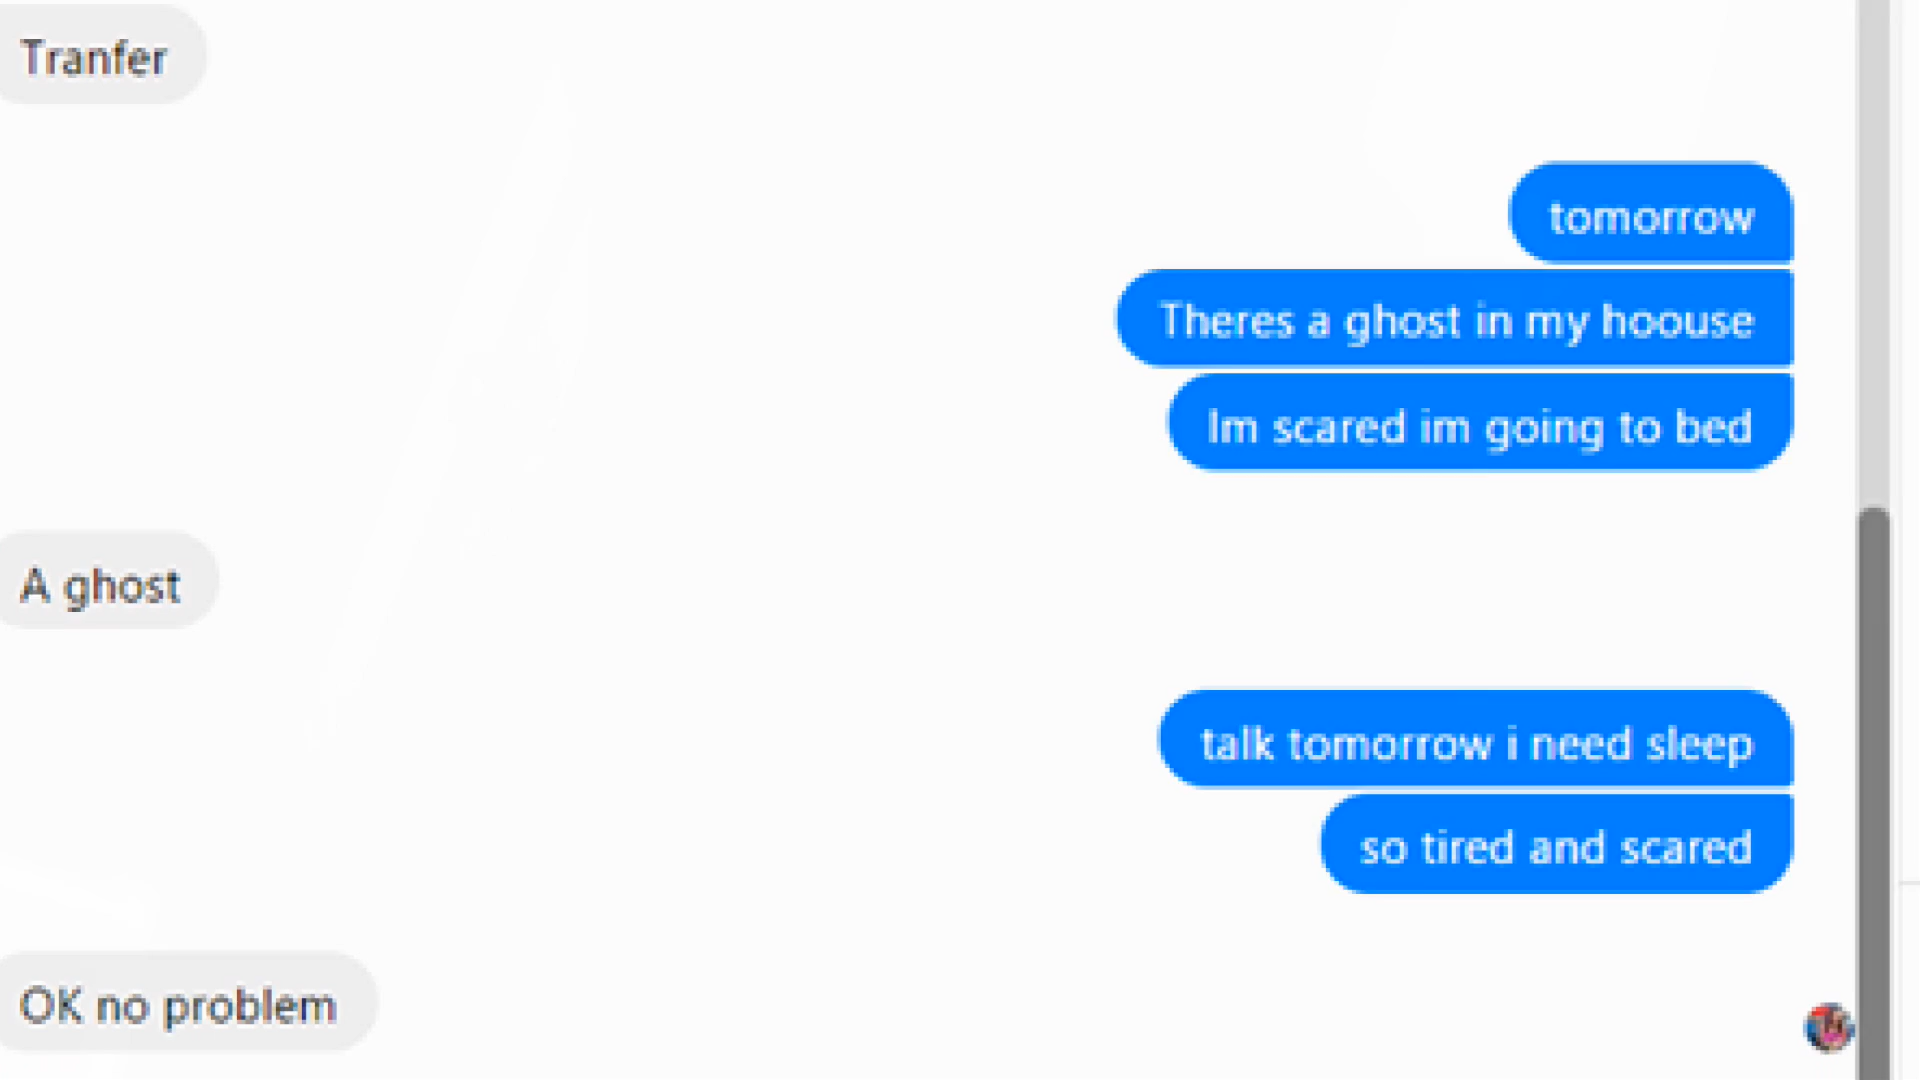 Tranfer
tomorrow
Theres a ghost in my hoouse
Im scared im going to bed
A ghost
talk tomorrow i need sleep
so tired and scared
OK no problem